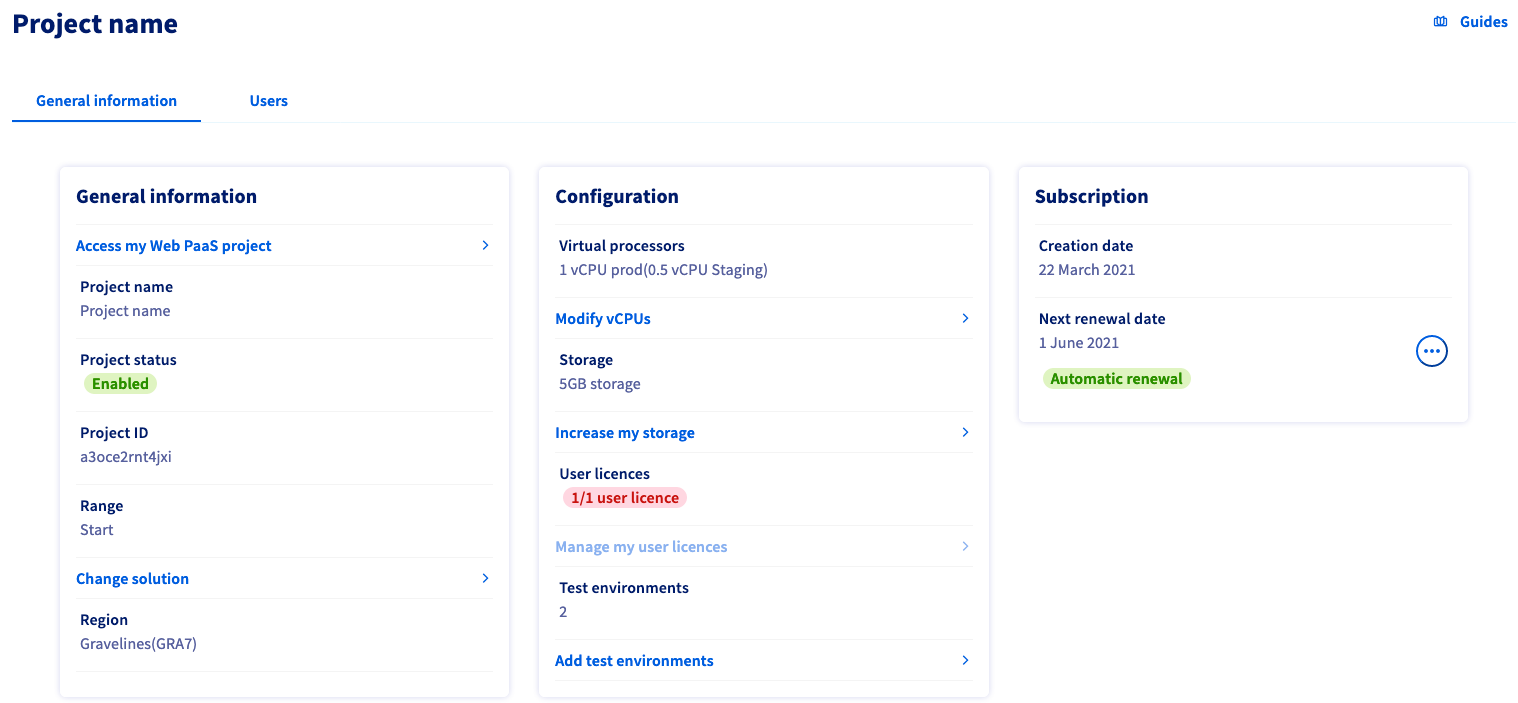 Project name
Guides
General information
Users
General information
Access my Web PaaS project
Project name
Project name
Project status
Enabled
Project ID
a3oce2rnt4jxi
Range
Start
Change solution
Region
Gravelines(GRA7)
Configuration
Virtual processors
1 vCPU prod(0.5 vCPU Staging)
Modify vCPUs
Storage
5GB storage
Increase my storage
User licences
1/1 user licence
Manage my user licences
Test environments
2
Add test environments
Subscription
Creation date
22 March 2021
Next renewal date
1 June 2021
Automatic renewal